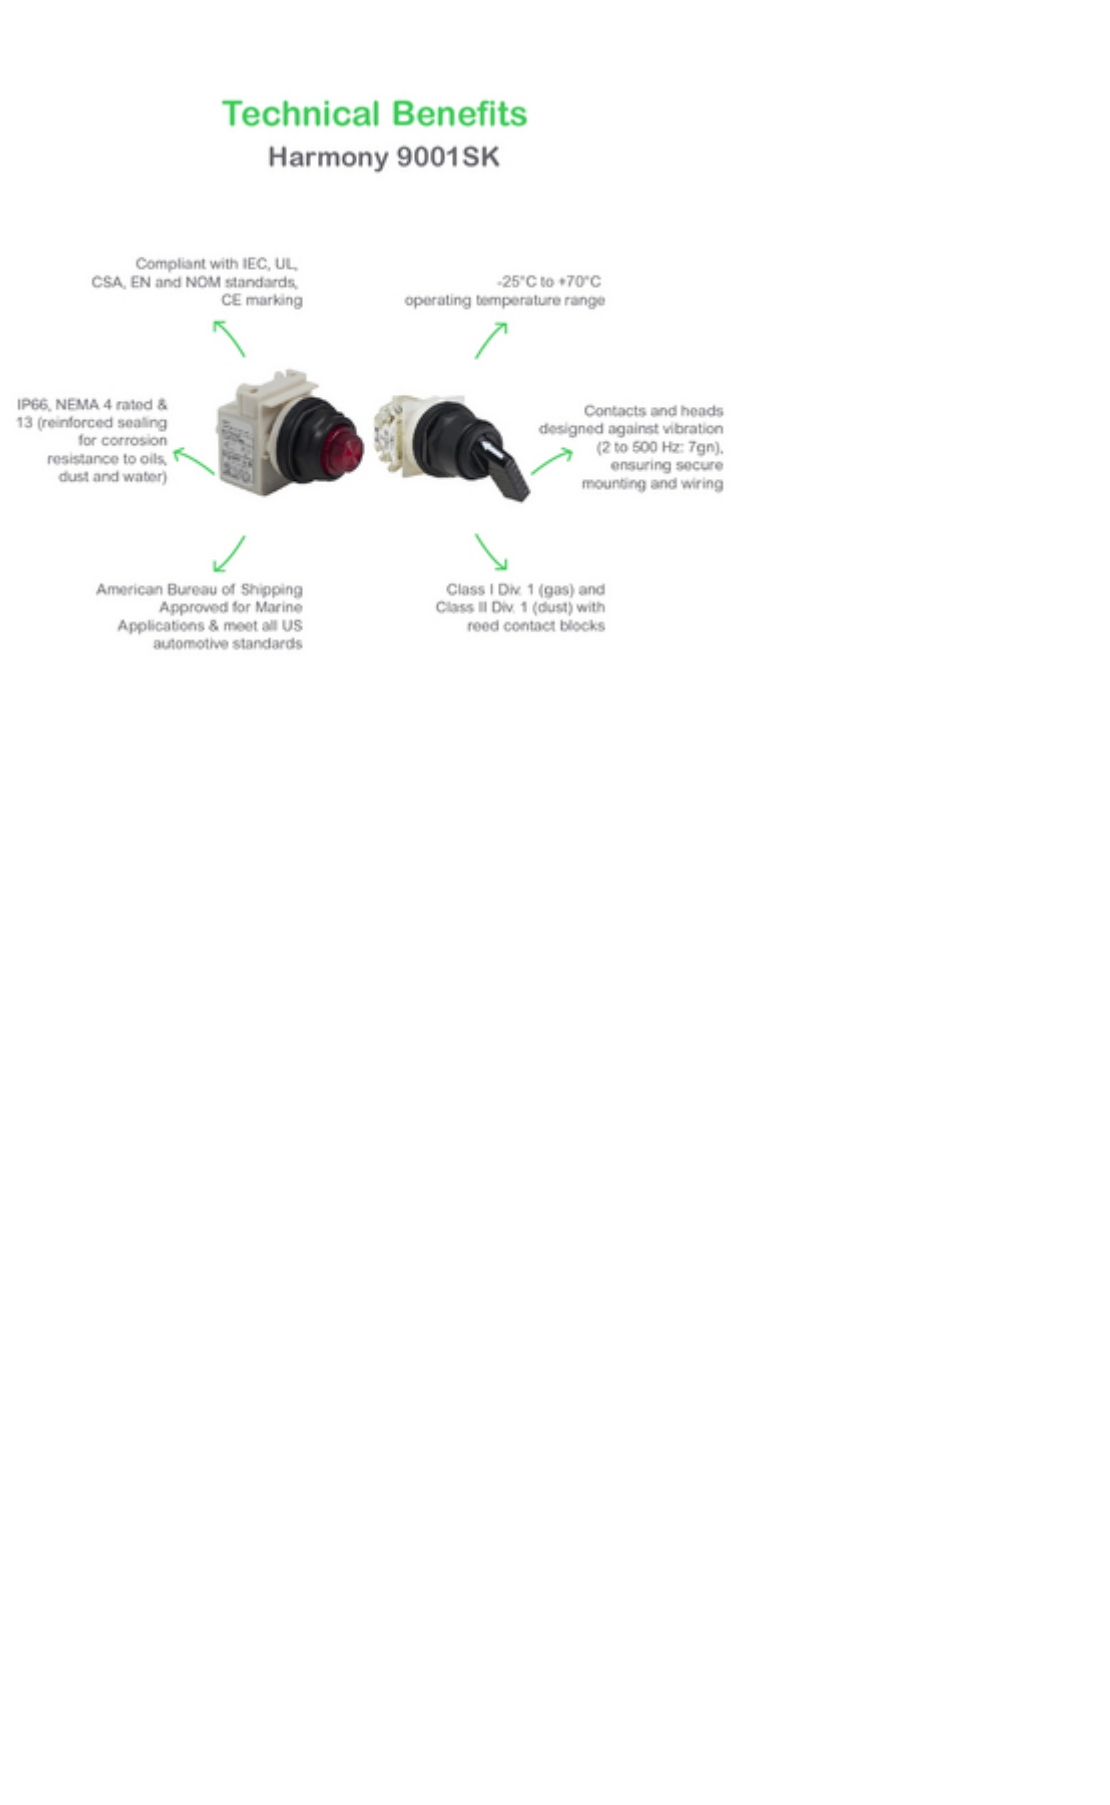 Technical Benefits
Harmony 9001SK
Compliant with IEC, UL,
CSA, EN and NOM standards,
CE marking
-25°C to +70°C
operating temperature range
IP66, NEMA 4 rated &
13 (reinforced sealing
for corrosion
resistance to oils,
dust and water)
Contacts and heads
designed against vibration
(2 to 500 Hz: 7gn),
ensuring secure
mounting and wiring
American Bureau of Shipping
Approved for Marine
Applications & meet all US
automotive standards
Class I Div. 1 (gas) and
Class II Div. 1 (dust) with
reed contact blocks